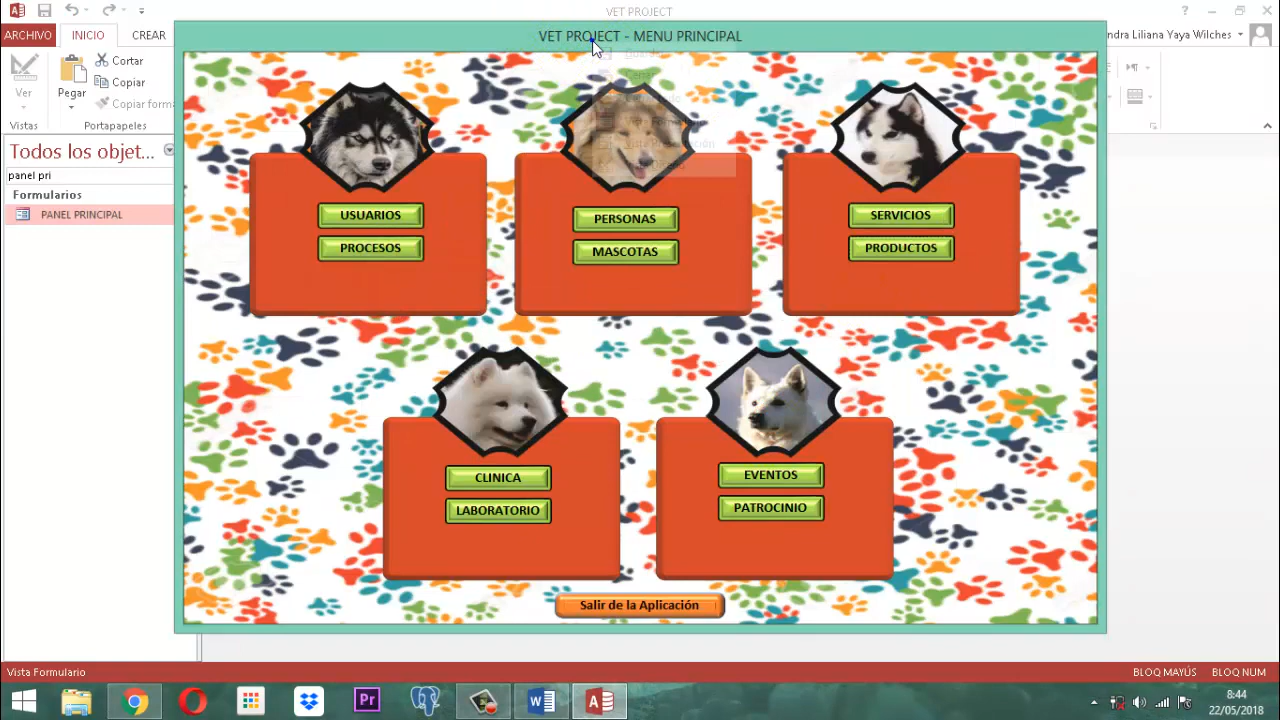 VET PROJECT
ARCHIVO INICIO CREAR
ndra Liliana Yaya Wilches
VET PROJECT - MENU PRINCIPAL
Ver
Pegar
Cortar
Copiar
Copiar forma
Vistas
Portapapeles
Todos los objet...
panel pri
Formularios
PANEL PRINCIPAL
USUARIOS
PROCESOS
PERSONAS
MASCOTAS
SERVICIOS
PRODUCTOS
CLINICA
LABORATORIO
EVENTOS
PATROCINIO
Salir de la Aplicación
Vista Formulario
BLOQ MAYÚS BLOQ NUM
Pr
8:44
22/05/2018